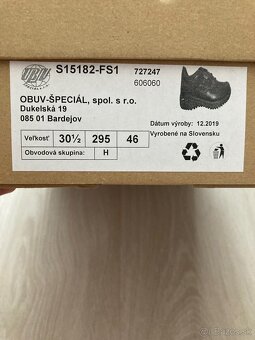 OBUV
S15182-FS1
727247
606060
OBUV-ŠPECIÁL, spol. s r.o.
Dukelská 19
085 01 Bardejov
Dátum výroby: 12.2019
Veľkosť 30½ 295 46
Vyrobené na Slovensku
Obvodová skupina: H